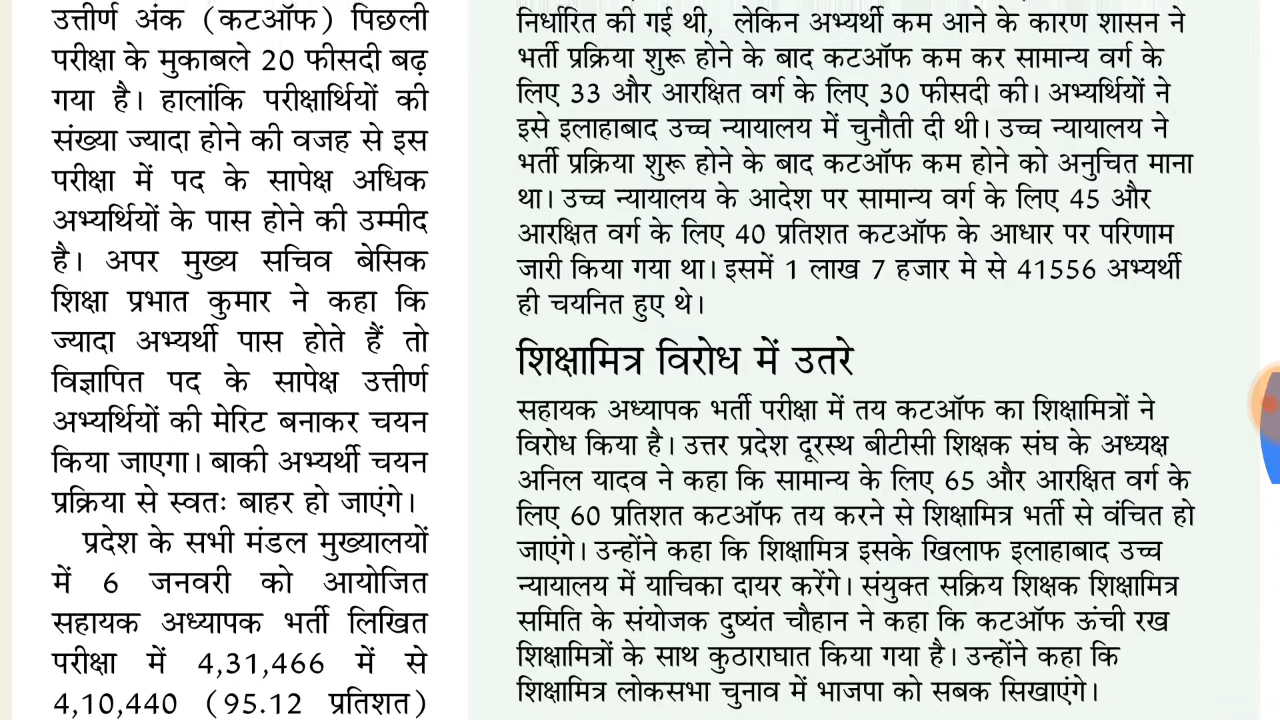 उत्तीर्ण अंक (कटऑफ) पिछली
परीक्षा के मुकाबले 20 फीसदी बढ़
गया है। हालांकि परीक्षार्थियों की
संख्या ज्यादा होने की वजह से इस
परीक्षा में पद के सापेक्ष अधिक
अभ्यर्थियों के पास होने की उम्मीद
है। अपर मुख्य सचिव बेसिक
शिक्षा प्रभात कुमार ने कहा कि
ज्यादा अभ्यर्थी पास होते हैं तो
विज्ञापित पद के सापेक्ष उत्तीर्ण
अभ्यर्थियों की मेरिट बनाकर चयन
किया जाएगा। बाकी अभ्यर्थी चयन
प्रक्रिया से स्वतः बाहर हो जाएंगे।
प्रदेश के सभी मंडल मुख्यालयों
में 6 जनवरी को आयोजित
सहायक अध्यापक भर्ती लिखित
परीक्षा में 4,31,466 में से
4,10,440 (95.12 प्रतिशत)
निर्धारित की गई थी, लेकिन अभ्यर्थी कम आने के कारण शासन ने
भर्ती प्रक्रिया शुरू होने के बाद कटऑफ कम कर सामान्य वर्ग के
लिए 33 और आरक्षित वर्ग के लिए 30 फीसदी की। अभ्यर्थियों ने
इसे इलाहाबाद उच्च न्यायालय में चुनौती दी थी। उच्च न्यायालय ने
भर्ती प्रक्रिया शुरू होने के बाद कटऑफ कम होने को अनुचित माना
था। उच्च न्यायालय के आदेश पर सामान्य वर्ग के लिए 45 और
आरक्षित वर्ग के लिए 40 प्रतिशत कटऑफ के आधार पर परिणाम
जारी किया गया था। इसमें 1 लाख 7 हजार मे से 41556 अभ्यर्थी
ही चयनित हुए थे।
शिक्षामित्र विरोध में उतरे
सहायक अध्यापक भर्ती परीक्षा में तय कटऑफ का शिक्षामित्रों ने
विरोध किया है। उत्तर प्रदेश दूरस्थ बीटीसी शिक्षक संघ के अध्यक्ष
अनिल यादव ने कहा कि सामान्य के लिए 65 और आरक्षित वर्ग के
लिए 60 प्रतिशत कटऑफ तय करने से शिक्षामित्र भर्ती से वंचित हो
जाएंगे। उन्होंने कहा कि शिक्षामित्र इसके खिलाफ इलाहाबाद उच्च
न्यायालय में याचिका दायर करेंगे। संयुक्त सक्रिय शिक्षक शिक्षामित्र
समिति के संयोजक दुष्यंत चौहान ने कहा कि कटऑफ ऊंची रख
शिक्षामित्रों के साथ कुठाराघात किया गया है। उन्होंने कहा कि
शिक्षामित्र लोकसभा चुनाव में भाजपा को सबक सिखाएंगे।